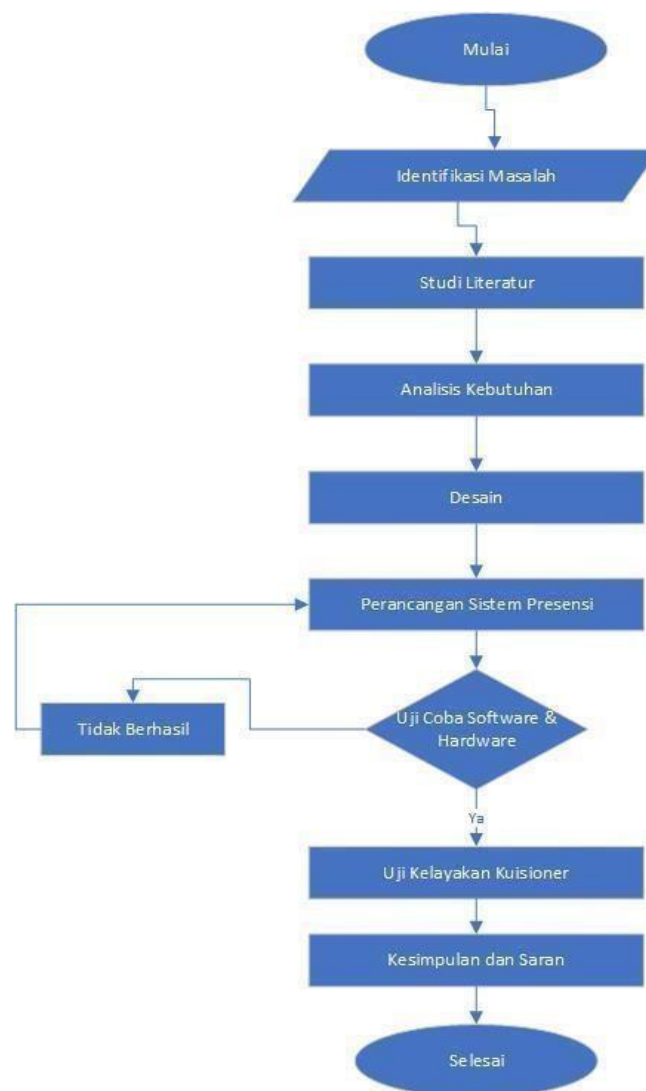 Mulai
Identifikasi Masalah
Studi Literatur
Analisis Kebutuhan
Desain
Perancangan Sistem Presensi
Uji Coba Software &
Hardware
Tidak Berhasil
Ya
Uji Kelayakan Kuisioner
Kesimpulan dan Saran
Selesai